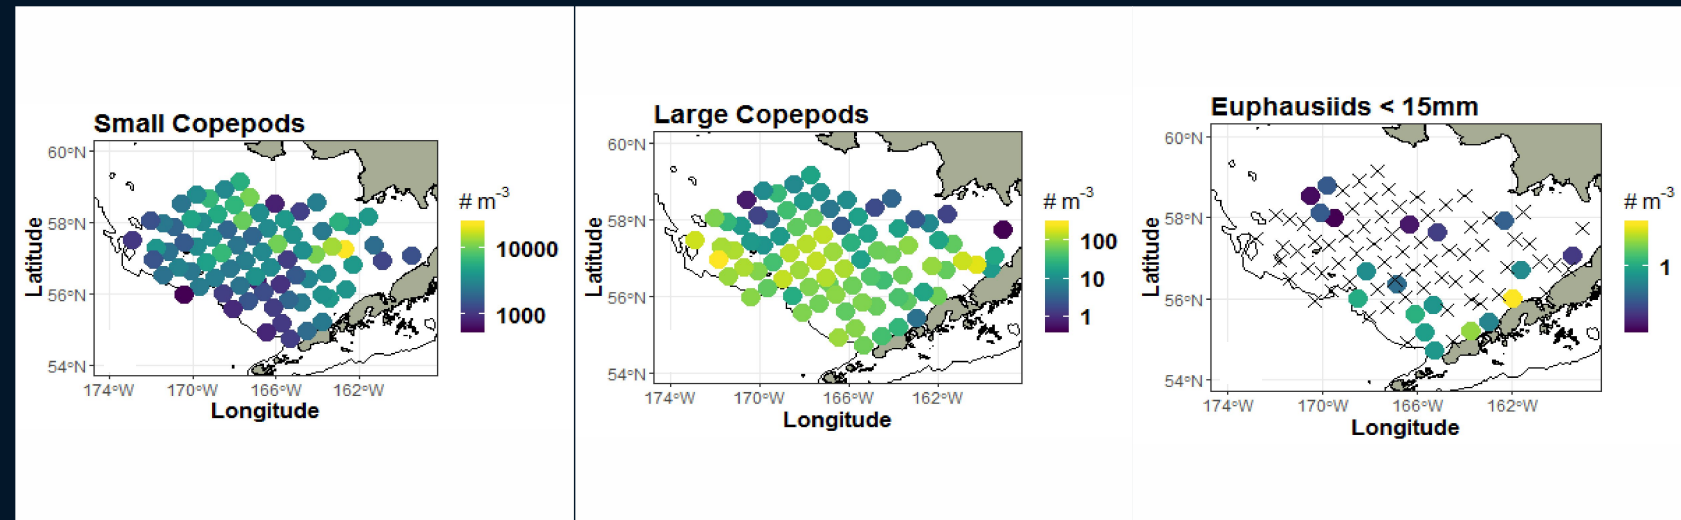 Small Copepods
60°N
58°N
56°N
54°N
Latitude
174°W 170°W 166°W 162°W
Longitude
# m-3
10000
1000
Large Copepods
60°N
58°N
56°N
54°N
Latitude
174°W 170°W 166°W 162°W
Longitude
# m-3
100
10
1
Euphausiids < 15mm
60°N
58°N
56°N
54°N
Latitude
174°W 170°W 166°W 162°W
Longitude
# m-3
1